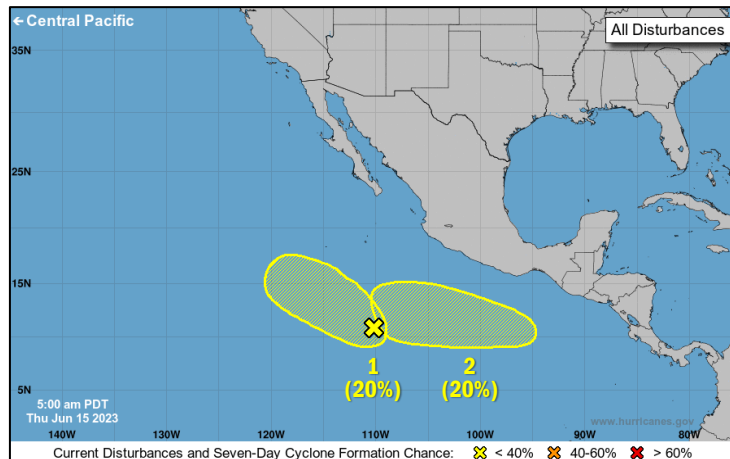 ← Central Pacific
All Disturbances
35N
25N
15N
5N
1
(20%)
2
(20%)
5:00 am PDT
Thu Jun 15 2023
www.hurricanes.gov
140W 130W 120W 110W 100W 90W 80W
Current Disturbances and Seven-Day Cyclone Formation Chance: < 40% 40-60% > 60%